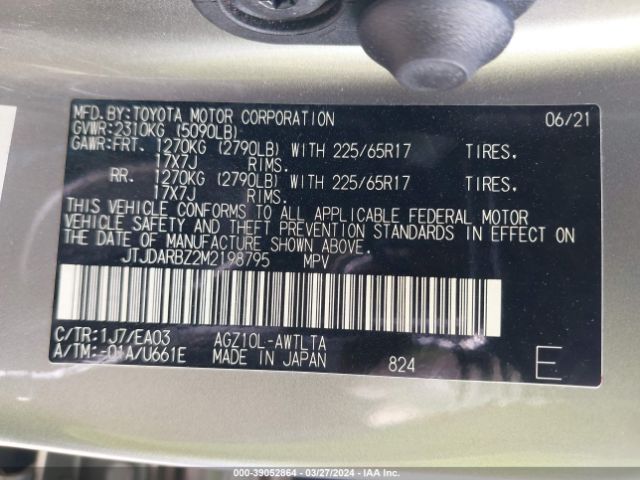 MFD.BY:TOYOTA MOTOR CORPORATION 06/21
GVWR:2310KG (5090LB)
GAWR:FRT. 1270KG (2790LB) WITH 225/65R17 TIRES,
17X7J RIMS.
RR. 1270KG (2790LB) WITH 225/65R17 TIRES,
17X7J RIMS.
THIS VEHICLE CONFORMS TO ALL APPLICABLE FEDERAL MOTOR
VEHICLE SAFETY AND THEFT PREVENTION STANDARDS IN EFFECT ON
THE DATE OF MANUFACTURE SHOWN ABOVE.
JTJDARBZ2M2198795 MPV
C/TR:1J7/EA03 AGZ10L-AWTLTA
A/TM:-01A/U661E MADE IN JAPAN 824 E
000-39052864 - 03/27/2024 - IAA Inc.